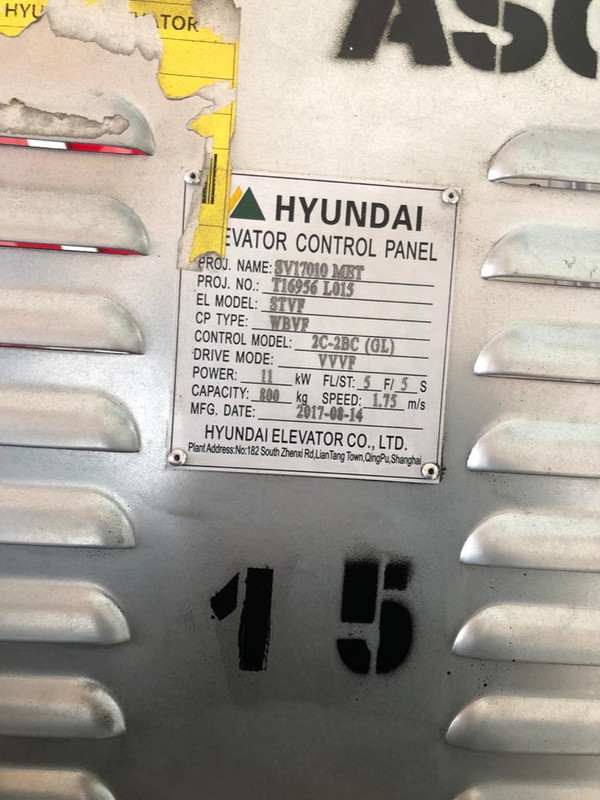 HYU ATOR
ASC
HYUNDAI
EVATOR CONTROL PANEL
PROJ. NAME: SV17010 MET
PROJ. NO.: T16956 L015
EL MODEL: STVF
CP TYPE: WBVF
CONTROL MODEL: 2C-2BC (GL)
DRIVE MODE: VVVF
POWER: 11 kW FL/ST: 5 F/ 5 S
CAPACITY: 800 kg SPEED: 1.75 m/s
MFG. DATE: 2017-08-14
HYUNDAI ELEVATOR CO., LTD.
Plant Address:No:182 South Zhenxi Rd,LianTang Town,QingPu,Shanghai
15